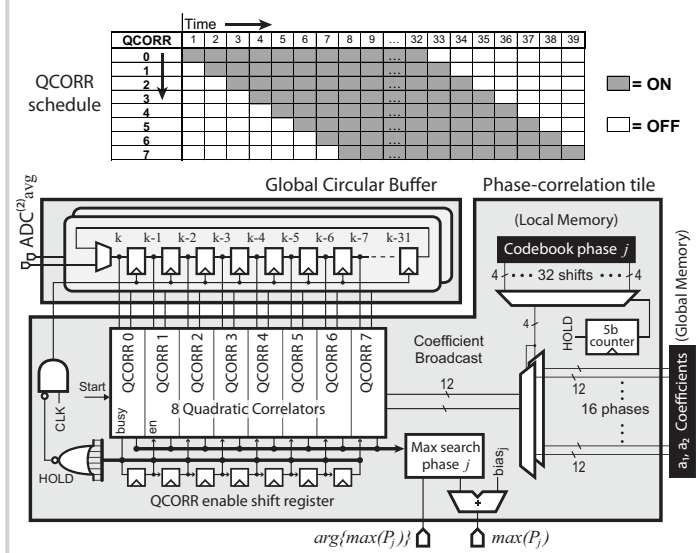 Time
QCORR 1 2 3 4 5 6 7 8 9 ... 32 33 34 35 36 37 38 39
0 ...
1
2 ...
3
4 ...
5
6 ...
7 ...
QCORR
schedule
= ON
= OFF
Global Circular Buffer
Phase-correlation tile
ADC(2)avg
k k-1 k-2 k-3 k-4 k-5 k-6 k-7 k-31
(Local Memory)
Codebook phase j
4 32 shifts 4
4
HOLD
5b
counter
(Global Memory)
a1, a2 Coefficients
QCORR 0 QCORR 1 QCORR 2 QCORR 3 QCORR 4 QCORR 5 QCORR 6 QCORR 7
Coefficient
Broadcast
Start
8 Quadratic Correlators
busy
en
12
12
12
16 phases
12
12
CLK
HOLD
Max search
phase j
biasj
+
QCORR enable shift register
arg{max(Pj)}
max(Pj)